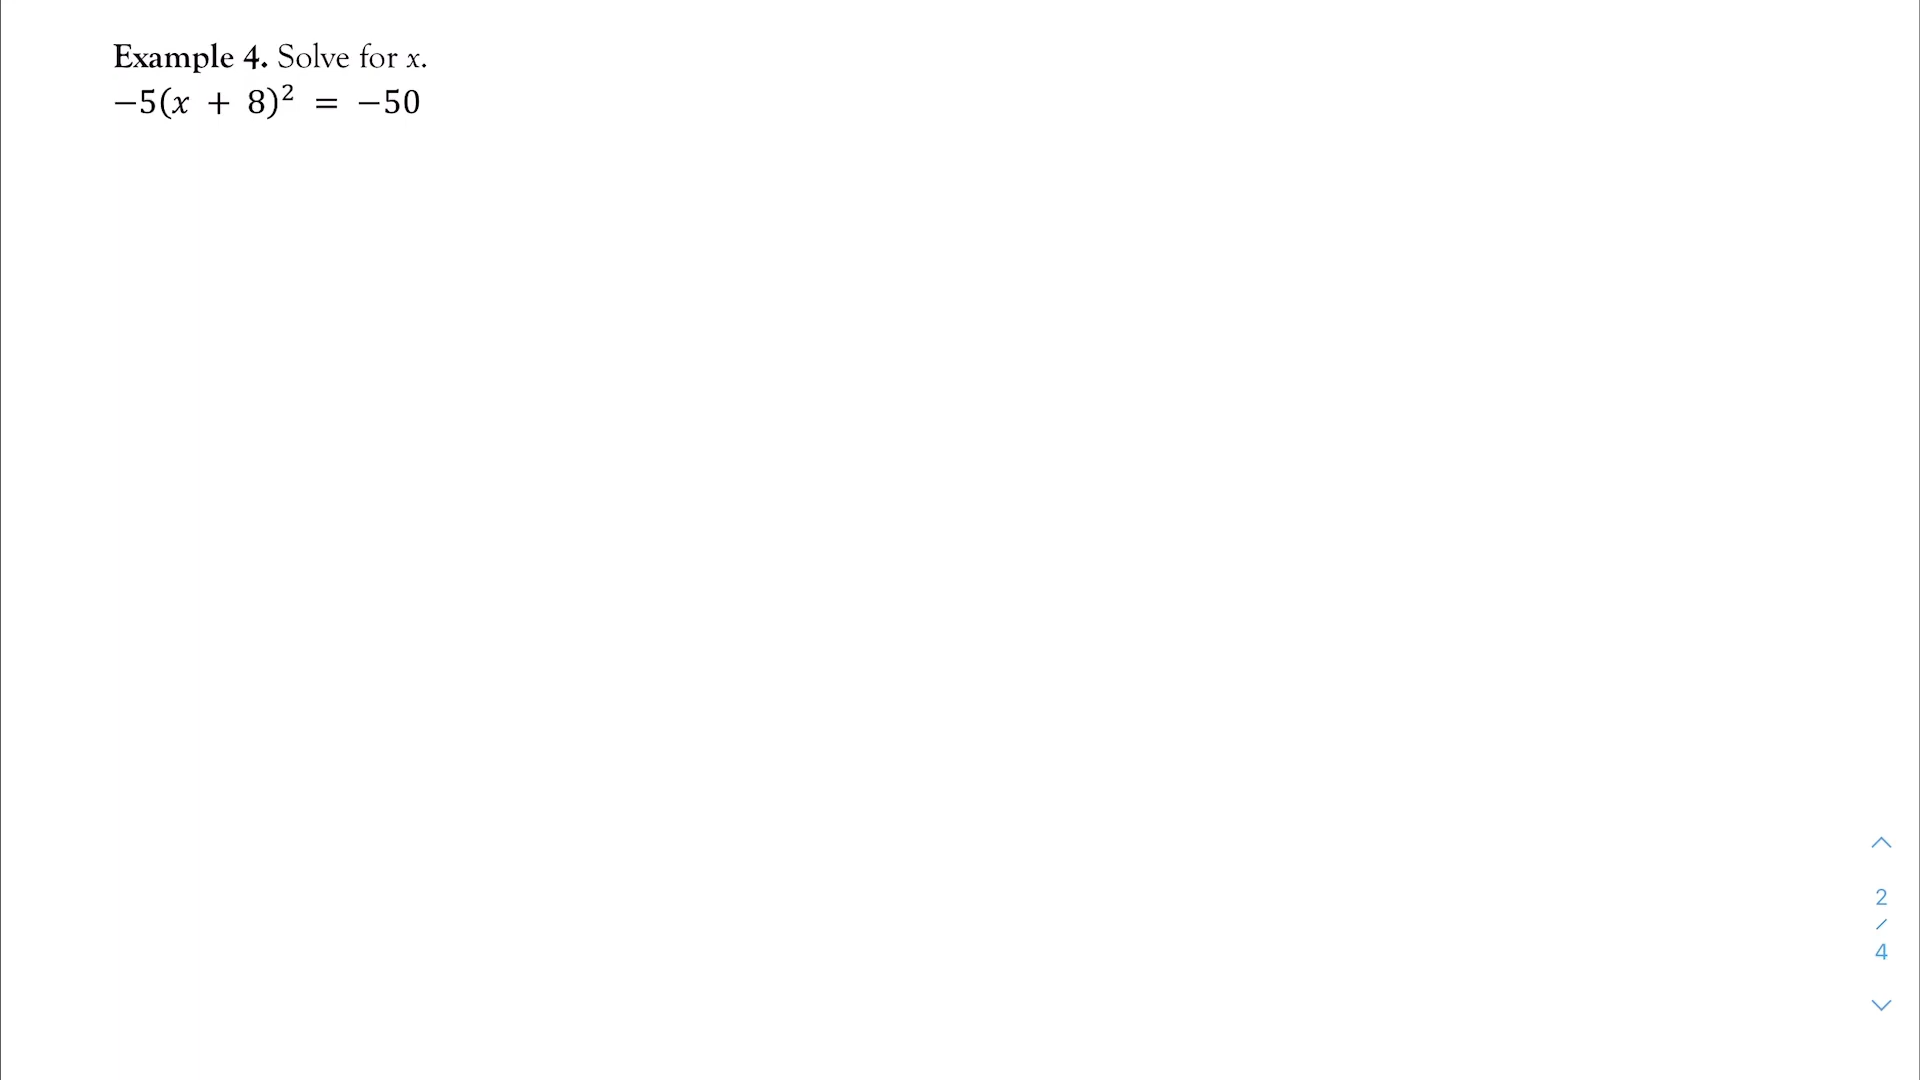 Example 4. Solve for x.
−5(x + 8)² = −50
2
/
4